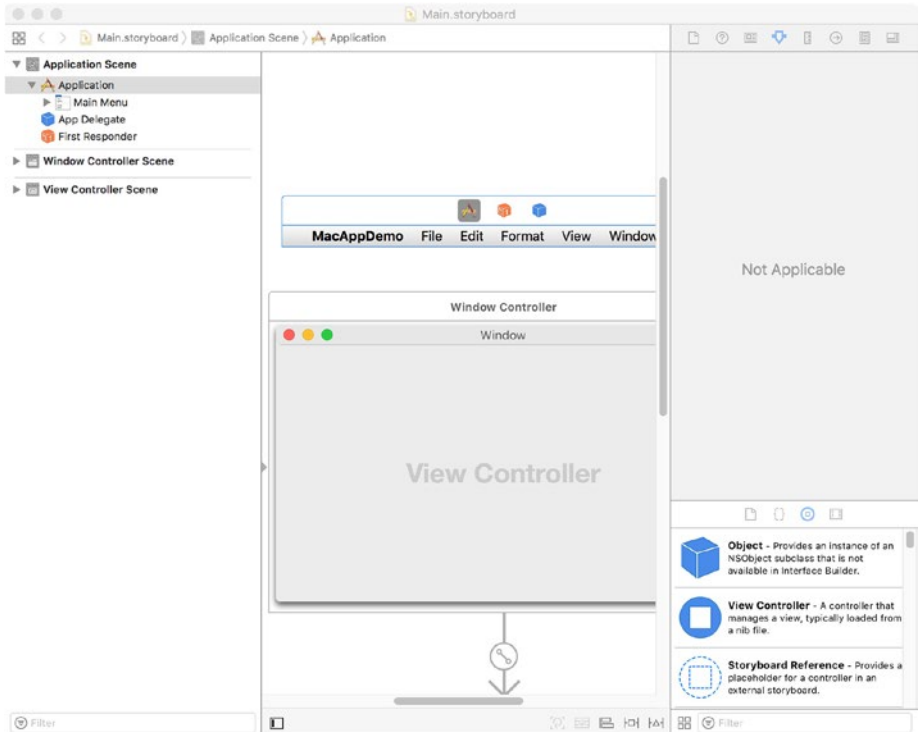 Main.storyboard
Main.storyboard Application Scene Application
Application Scene
Application
Main Menu
App Delegate
First Responder
Window Controller Scene
View Controller Scene
MacAppDemo File Edit Format View Window
Window Controller
Window
View Controller
Not Applicable
Object - Provides an instance of an
NSObject subclass that is not
available in Interface Builder.
View Controller - A controller that
manages a view, typically loaded from
a nib file.
Storyboard Reference - Provides a
placeholder for a controller in an
external storyboard.
Filter
Filter